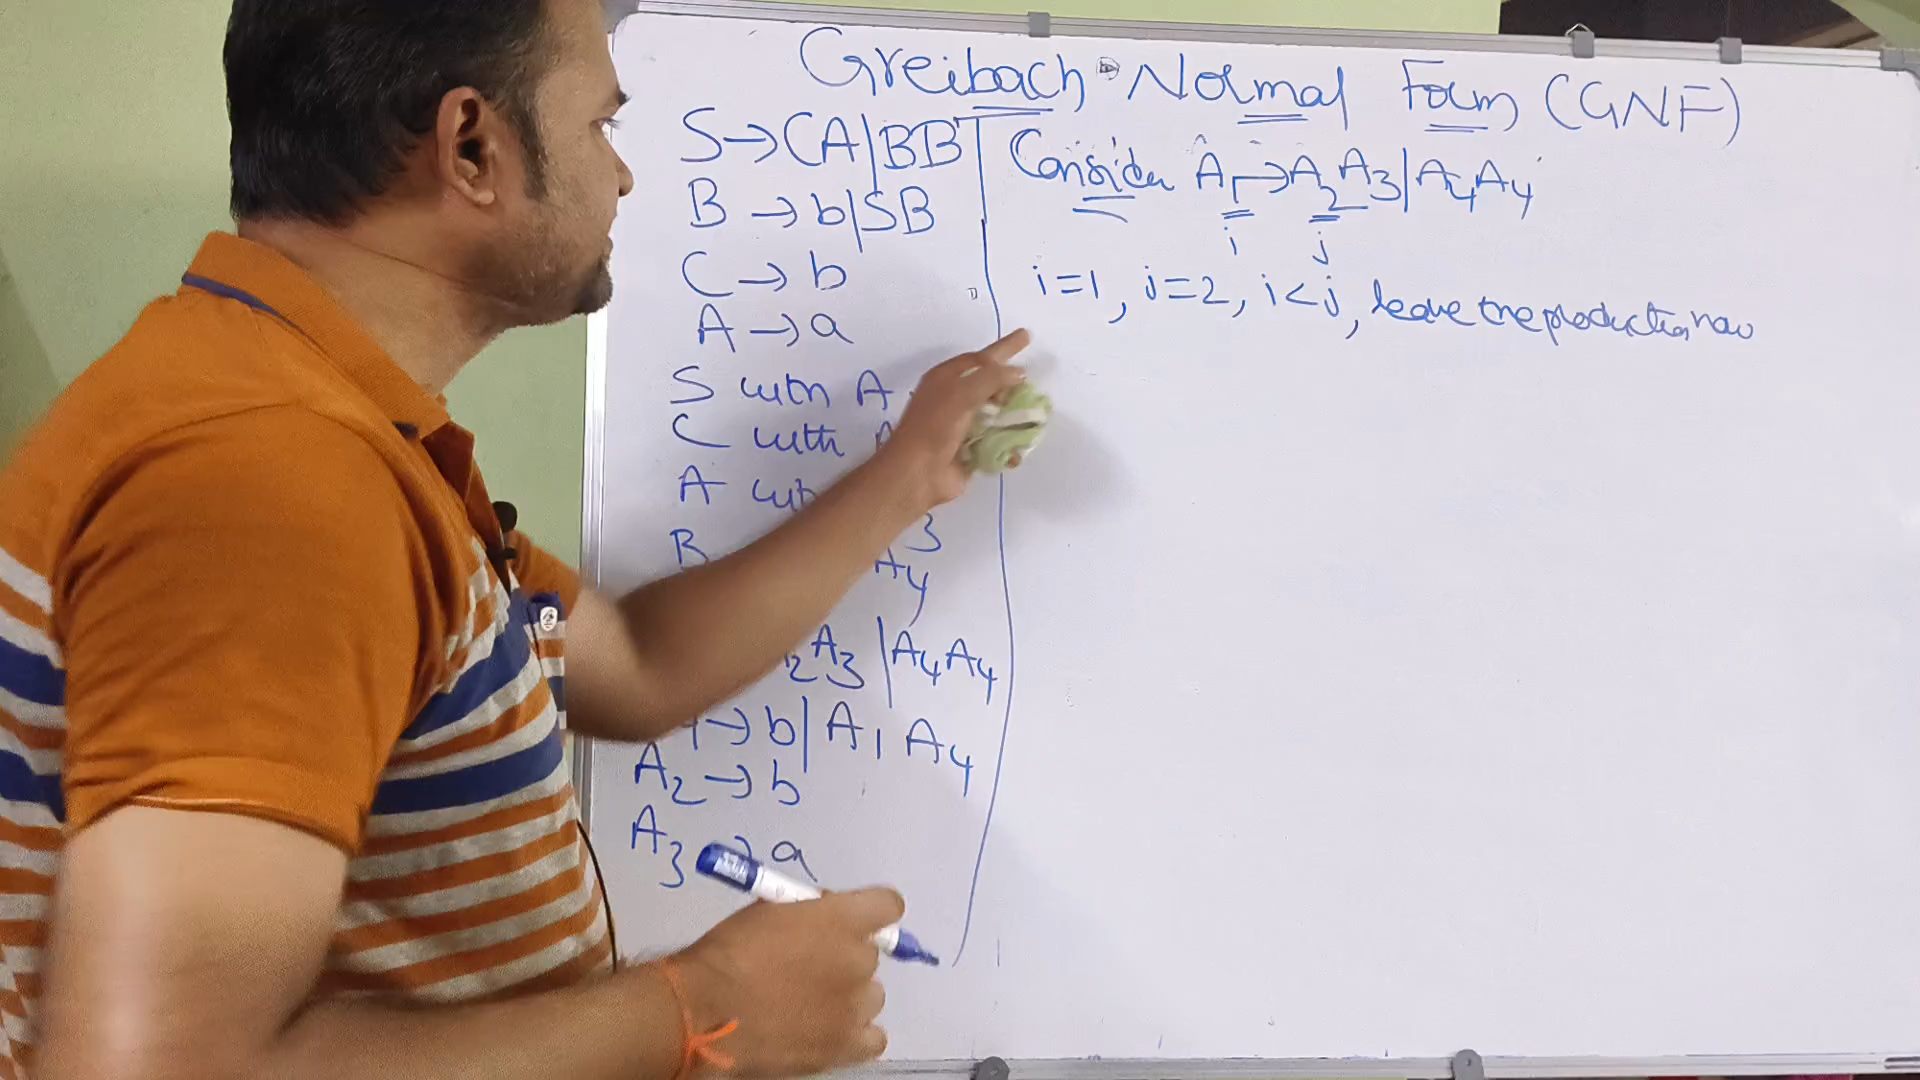 Greibach Normal Form (GNF)
S → CA | BB
B → b | SB
C → b
A → a
S with A
C with
A
B
A4
A3 | A4 A4
→ b | A1 A4
A2 → b
A3 → a
Consider A1 → A2 A3 | A4 A4
i j
i=1, j=2, i<j, leave the production now